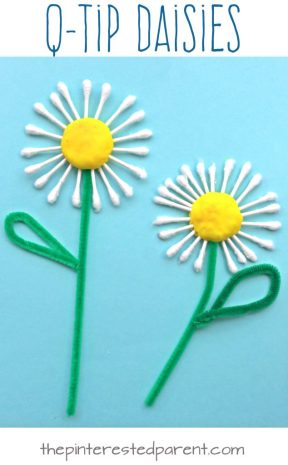 Q-TIP DAISIES
thepinterestedparent.com